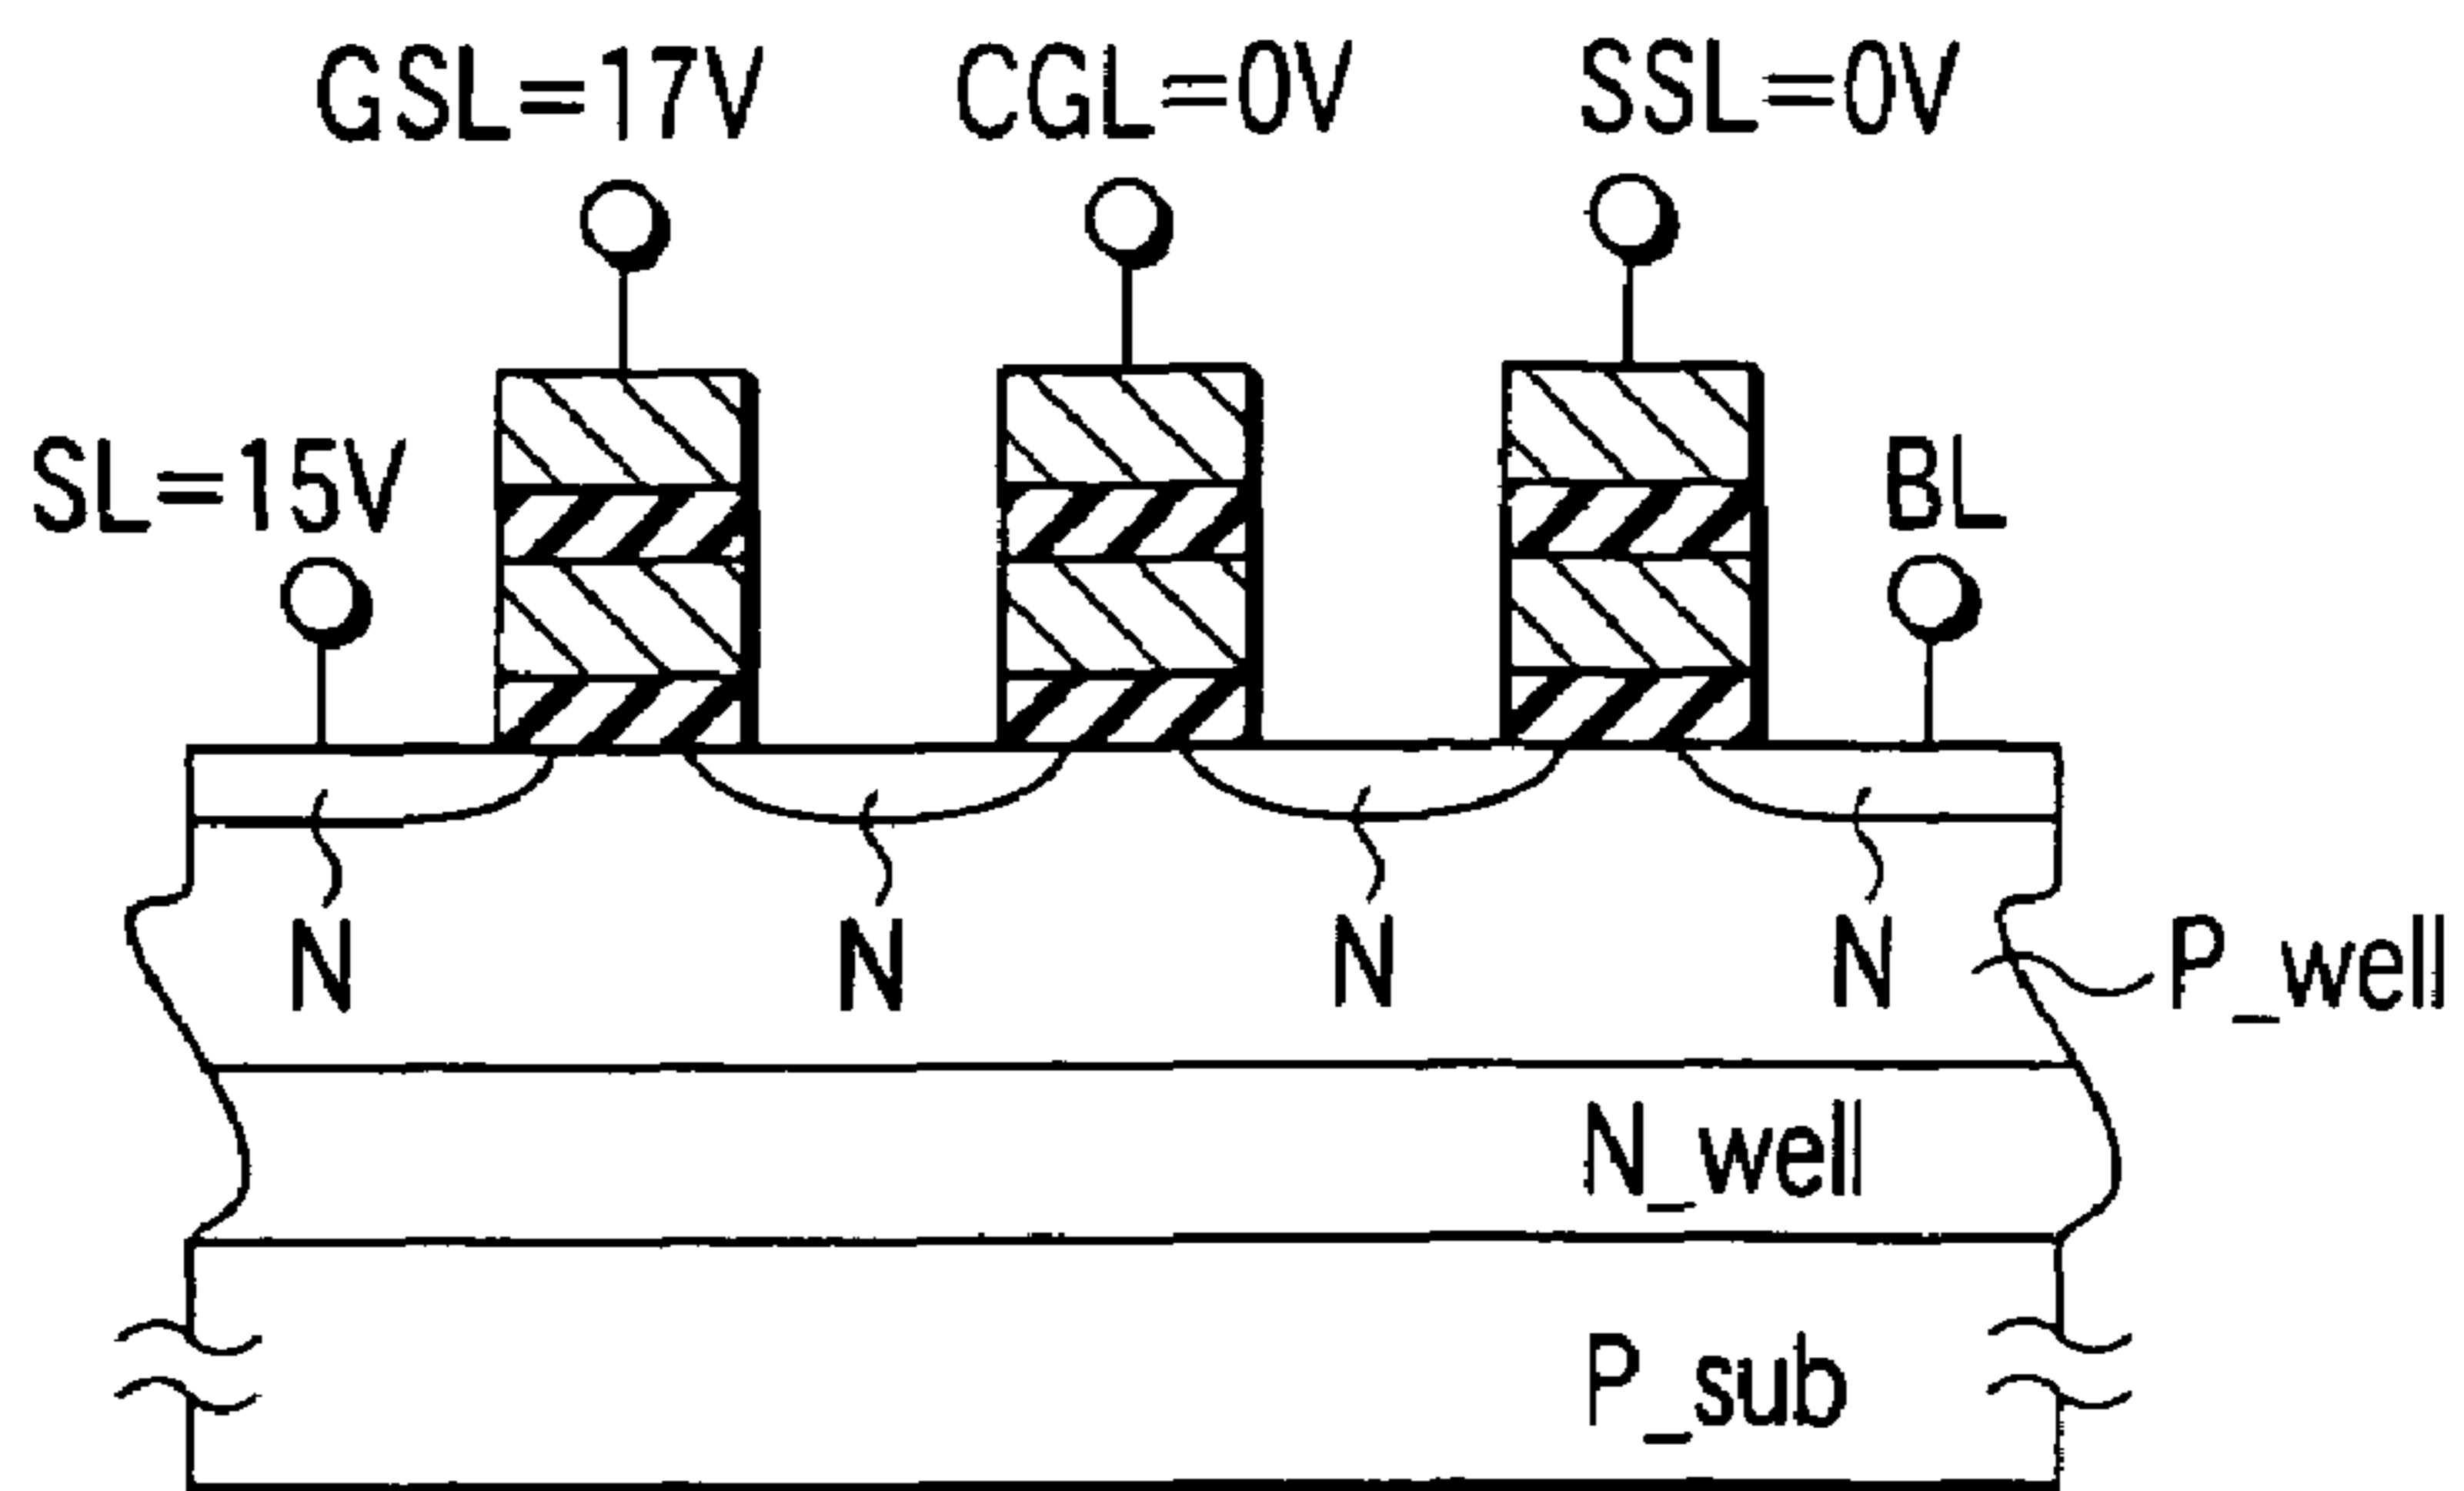 GSL=17V CGL=0V SSL=0V
SL=15V BL
N N N N P_well
N_well
P_sub